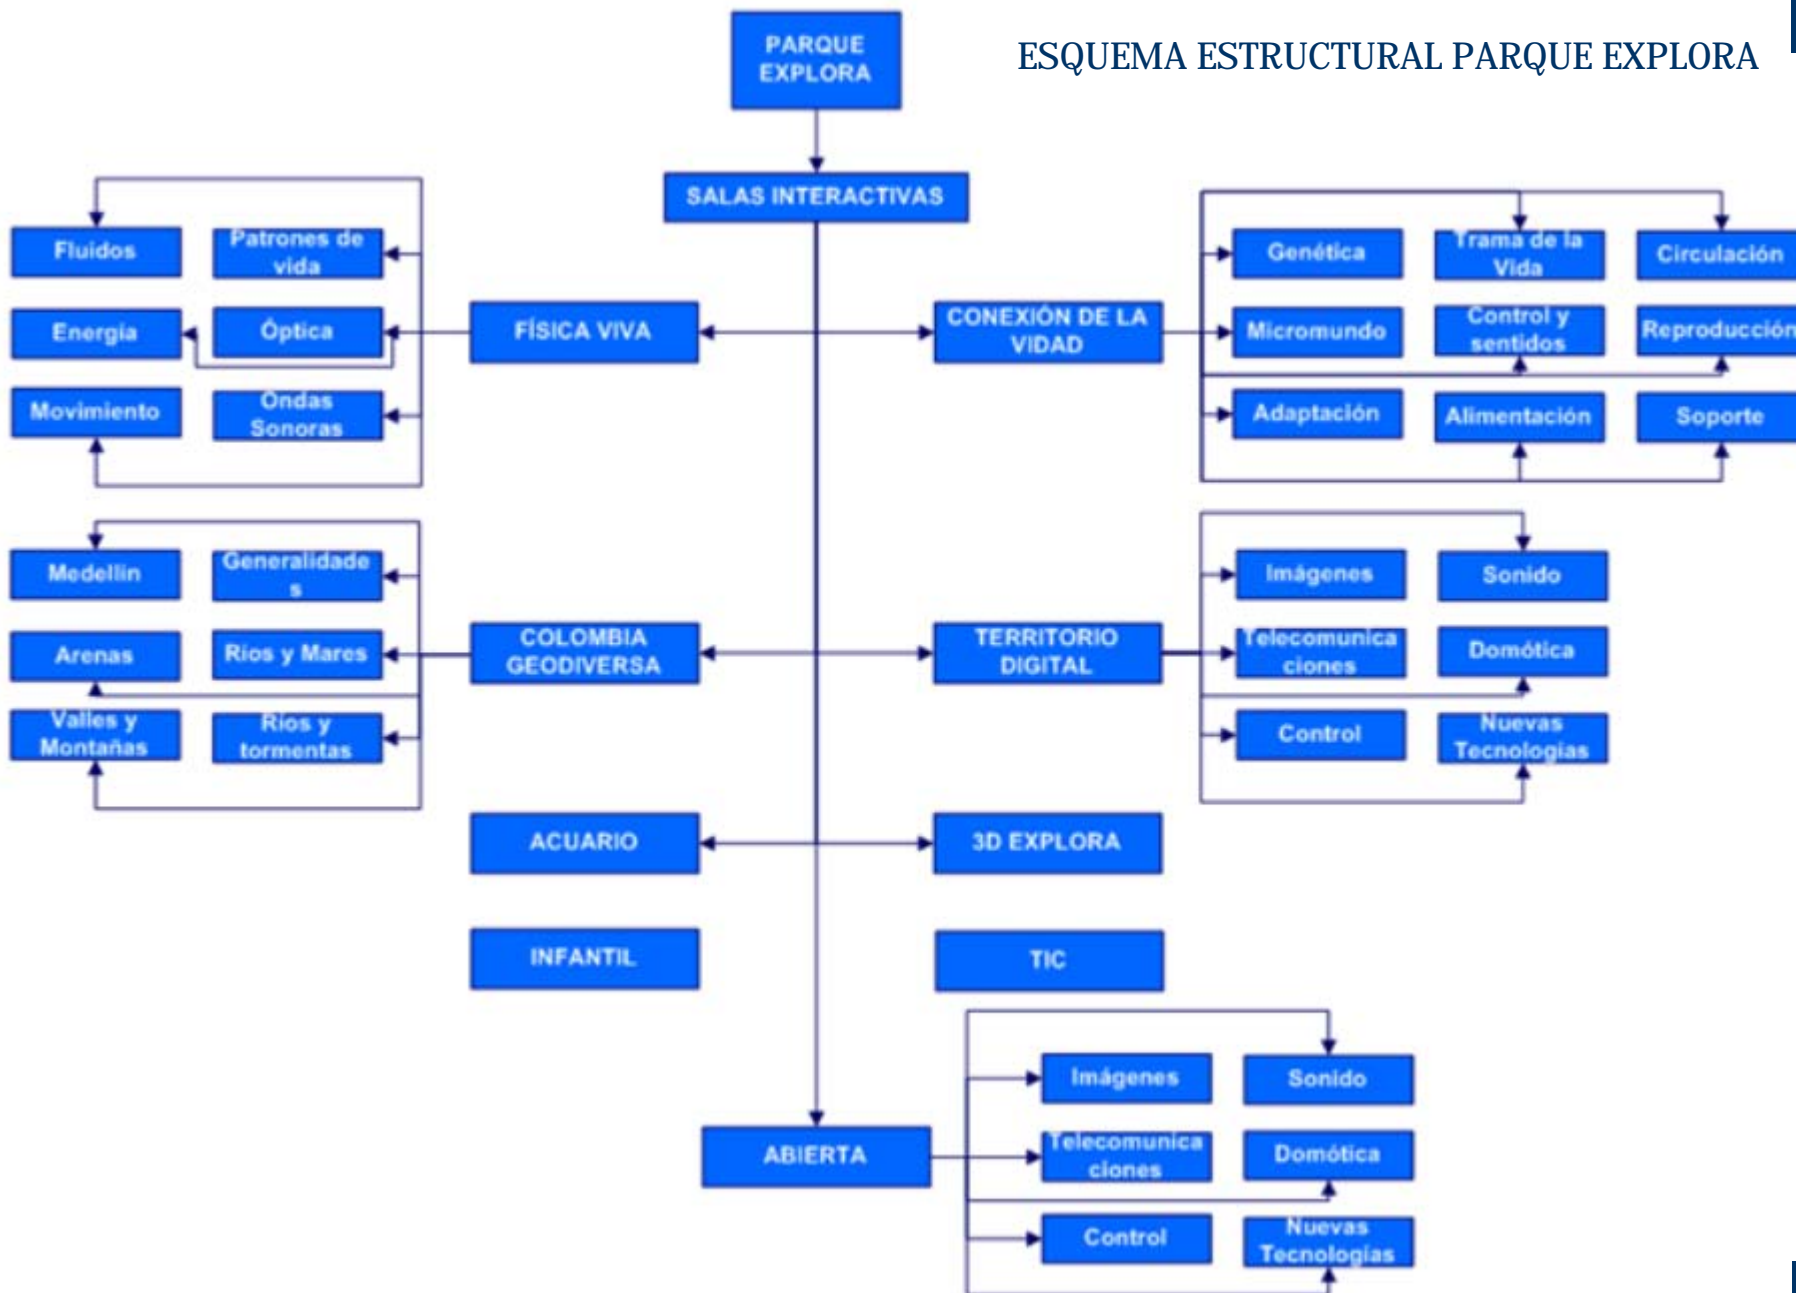 PARQUE
EXPLORA
ESQUEMA ESTRUCTURAL PARQUE EXPLORA
SALAS INTERACTIVAS
Fluidos
Patrones de
vida
Energía
Óptica
Movimiento
Ondas
Sonoras
FÍSICA VIVA
CONEXIÓN DE LA
VIDAD
Genética
Trama de la
Vida
Circulación
Micromundo
Control y
sentidos
Reproducción
Adaptación
Alimentación
Soporte
Medellín
Generalidade
s
Arenas
Ríos y Mares
Valles y
Montañas
Ríos y
tormentas
COLOMBIA
GEODIVERSA
TERRITORIO
DIGITAL
Imágenes
Sonido
Telecomunica
ciones
Domótica
Control
Nuevas
Tecnologías
ACUARIO
3D EXPLORA
INFANTIL
TIC
ABIERTA
Imágenes
Sonido
Telecomunica
ciones
Domótica
Control
Nuevas
Tecnologías